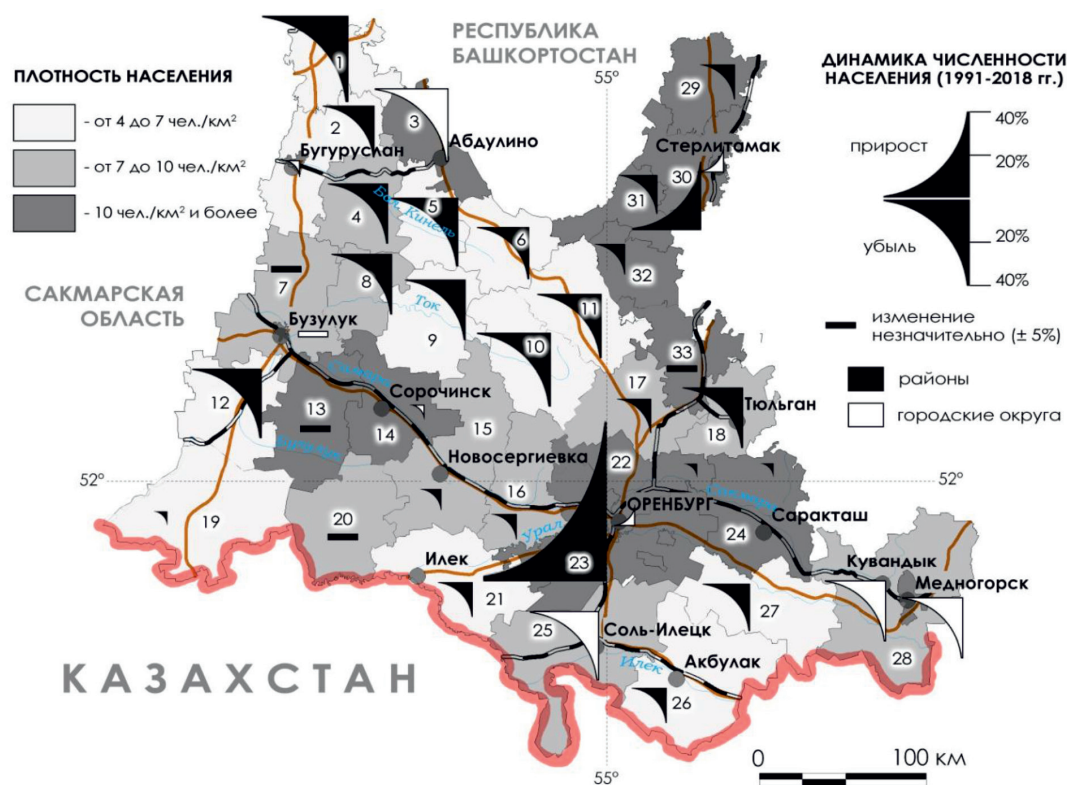 РЕСПУБЛИКА
БАШКОРТОСТАН
ПЛОТНОСТЬ НАСЕЛЕНИЯ
- от 4 до 7 чел./км²
- от 7 до 10 чел./км²
- 10 чел./км² и более
ДИНАМИКА ЧИСЛЕННОСТИ
НАСЕЛЕНИЯ (1991-2018 гг.)
40%
прирост
20%
убыль
20%
40%
изменение
незначительно (± 5%)
районы
городские округа
САКМАРСКАЯ
ОБЛАСТЬ
КАЗАХСТАН
55°
52°
52°
55°
1
2
3
Абдулино
Бугуруслан
29
Стерлитамак
30
31
Бол. Кинель
4
5
6
32
7
8
Ток
9
10
11
Бузулук
33
Самара
Сорочинск
12
13
14
15
17
Тюльган
18
Бузулук
Новосергиевка
16
22
Сакмара
ОРЕНБУРГ
Саракташ
19
20
Урал
24
Илек
23
Кувандык
Медногорск
21
27
25
Соль-Илецк
28
Илек
Акбулак
26
0
100 км